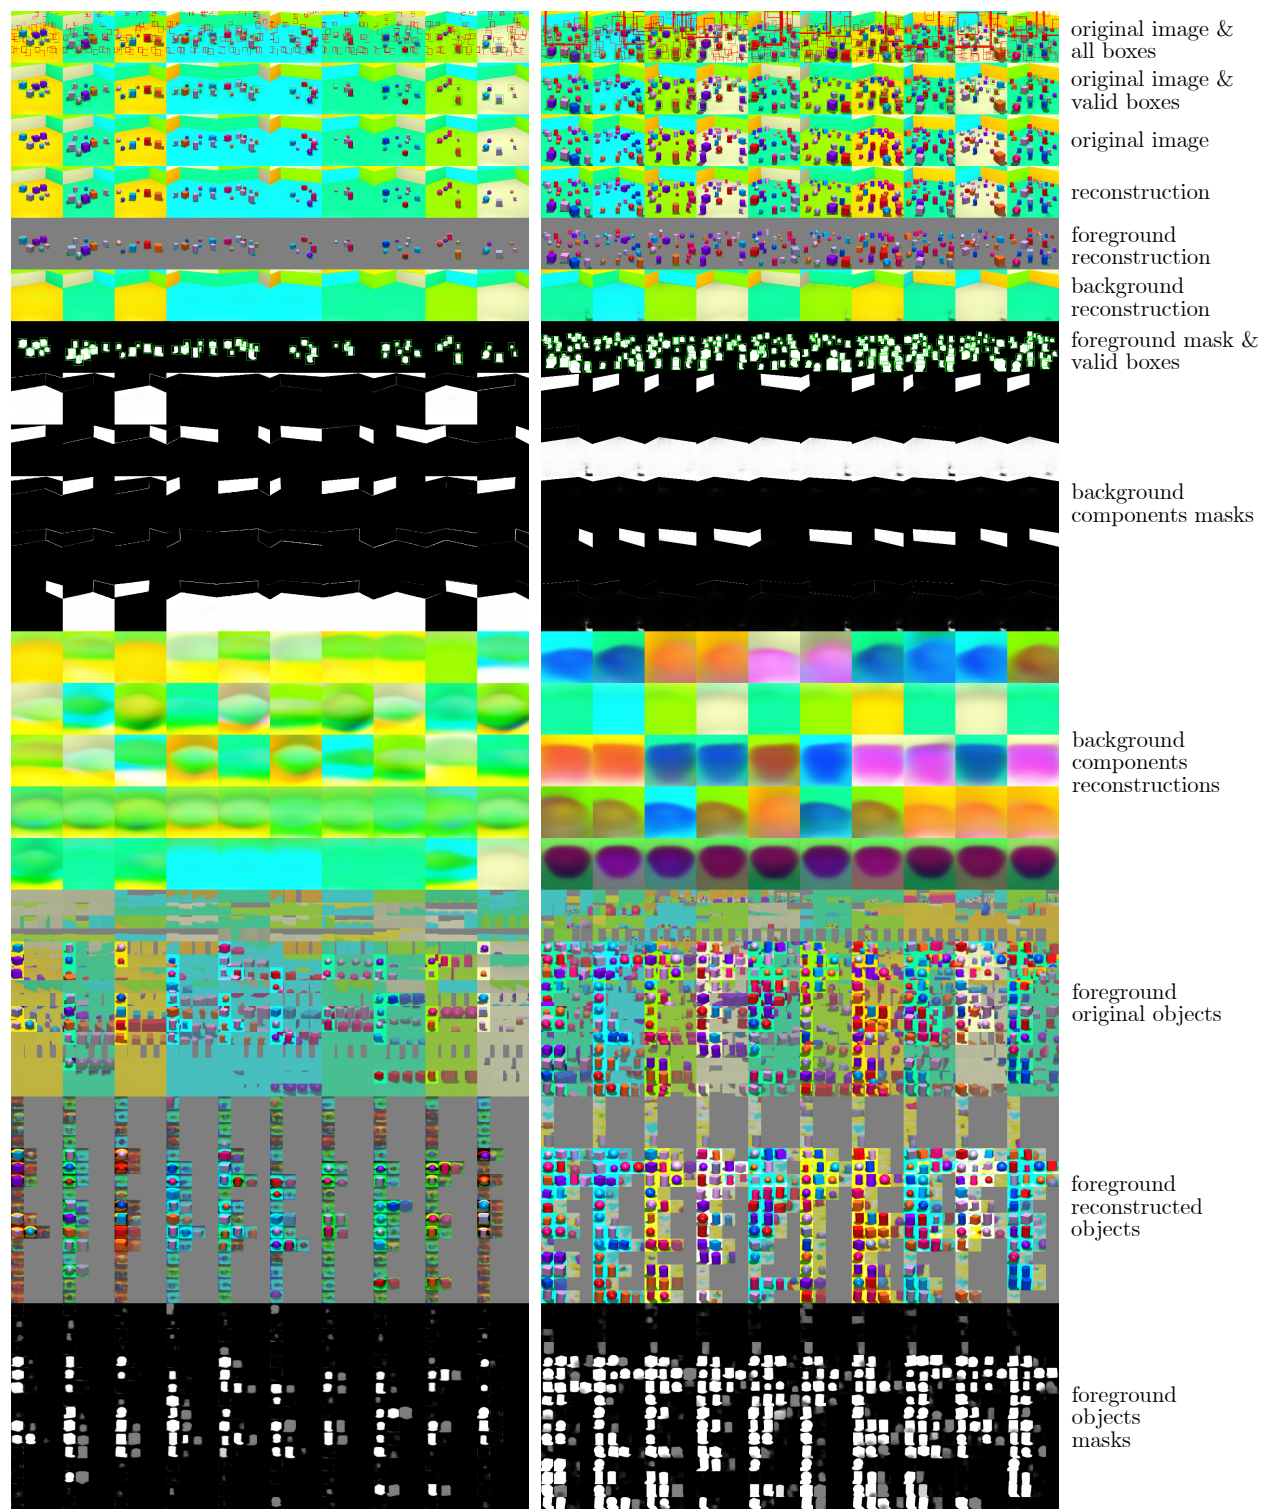 original image &
all boxes
original image &
valid boxes
original image
reconstruction
foreground
reconstruction
background
reconstruction
foreground mask &
valid boxes
background
components masks
background
components
reconstructions
foreground
original objects
foreground
reconstructed
objects
foreground
objects
masks